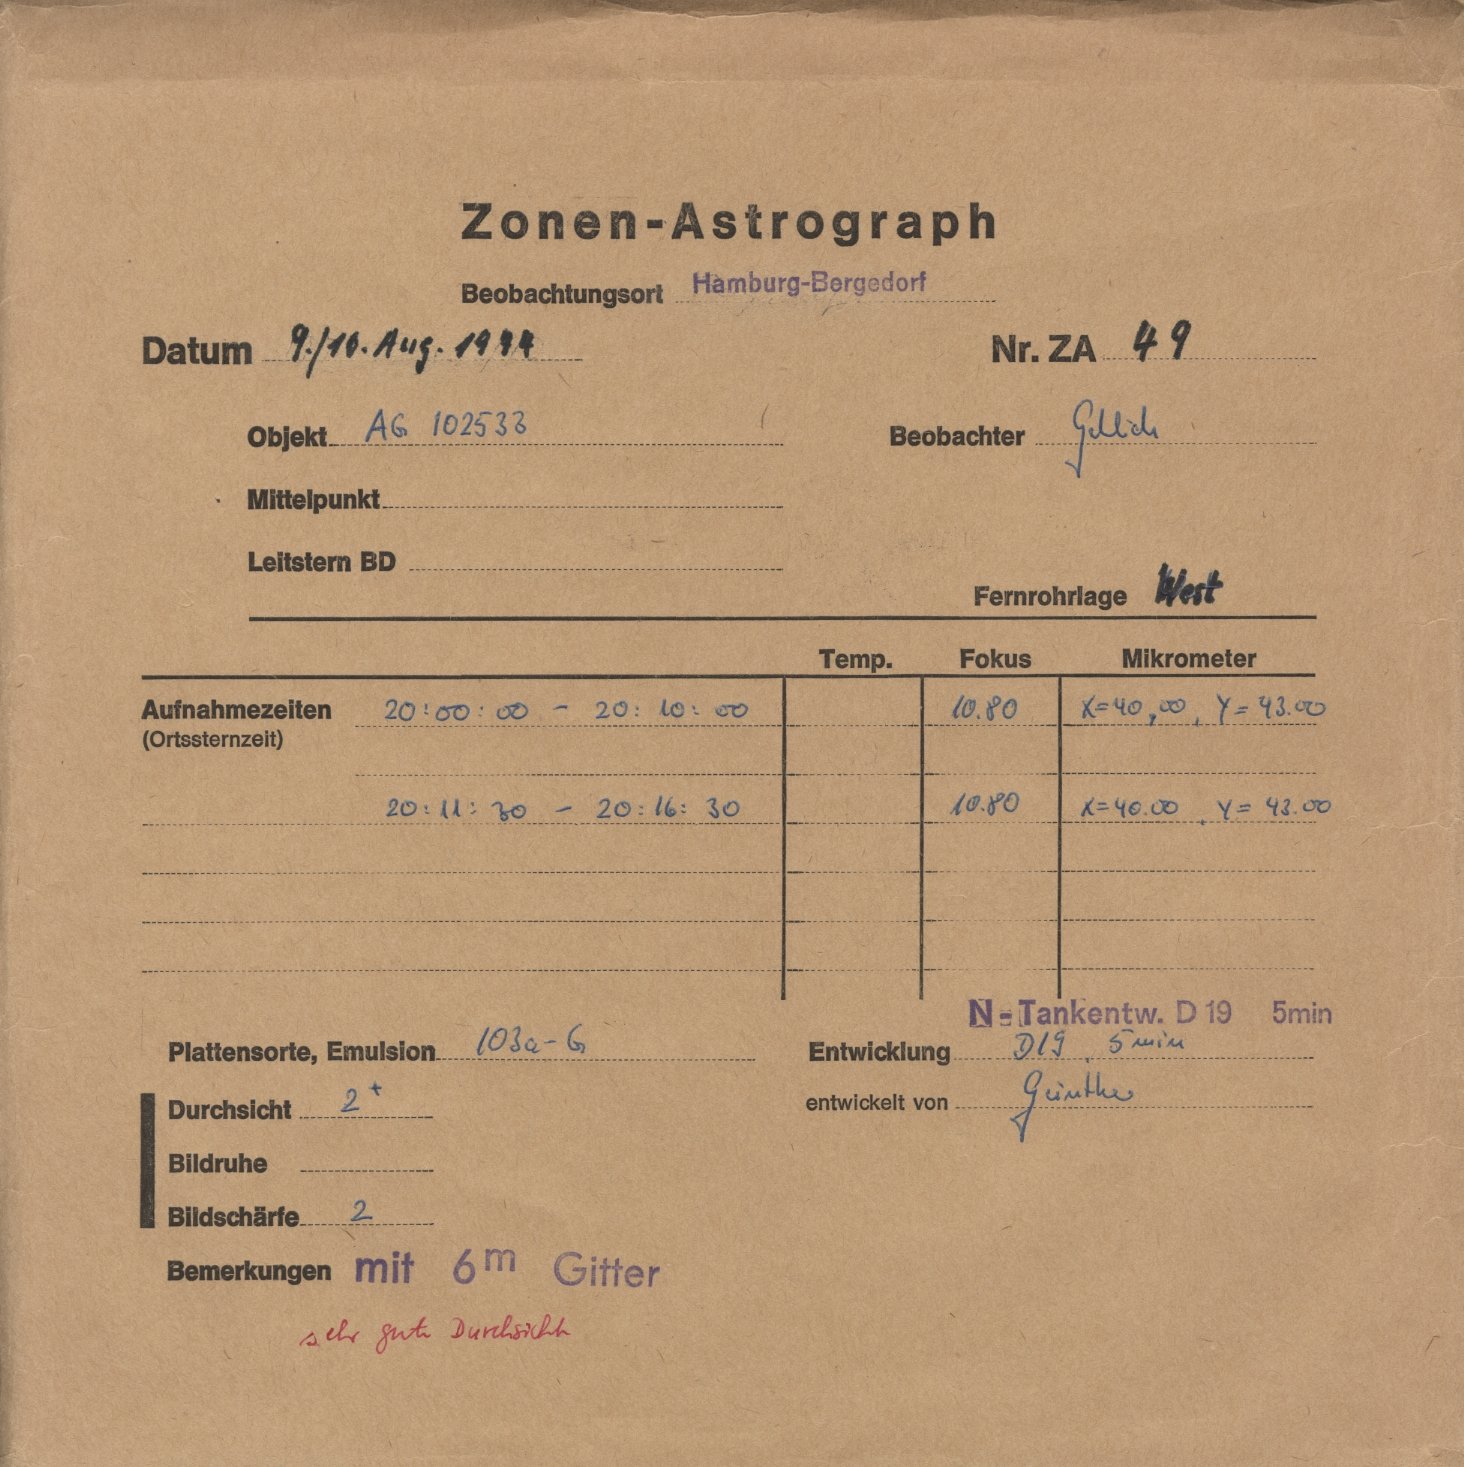 Zonen-Astrograph
Beobachtungsort Hamburg-Bergedorf
Datum 9./10. Aug. Nr. ZA 49
Objekt AG 102533 Beobachter
Mittelpunkt
Leitstern BD
Fernrohrlage West
Temp. Fokus Mikrometer
Aufnahmezeiten 20:00:00 - 20:10:00 10.80 X=40,00, Y=43.00
(Ortssternzeit)
20:11:30 - 20:16:30 10.80 X=40.00, Y=43.00
N-Tankentw. D 19 5min
Plattensorte, Emulsion 103a-G Entwicklung D19, 5 min
Durchsicht 2+ entwickelt von Günther
Bildruhe
Bildschärfe 2
Bemerkungen mit 6m Gitter
sehr gute Durchsicht